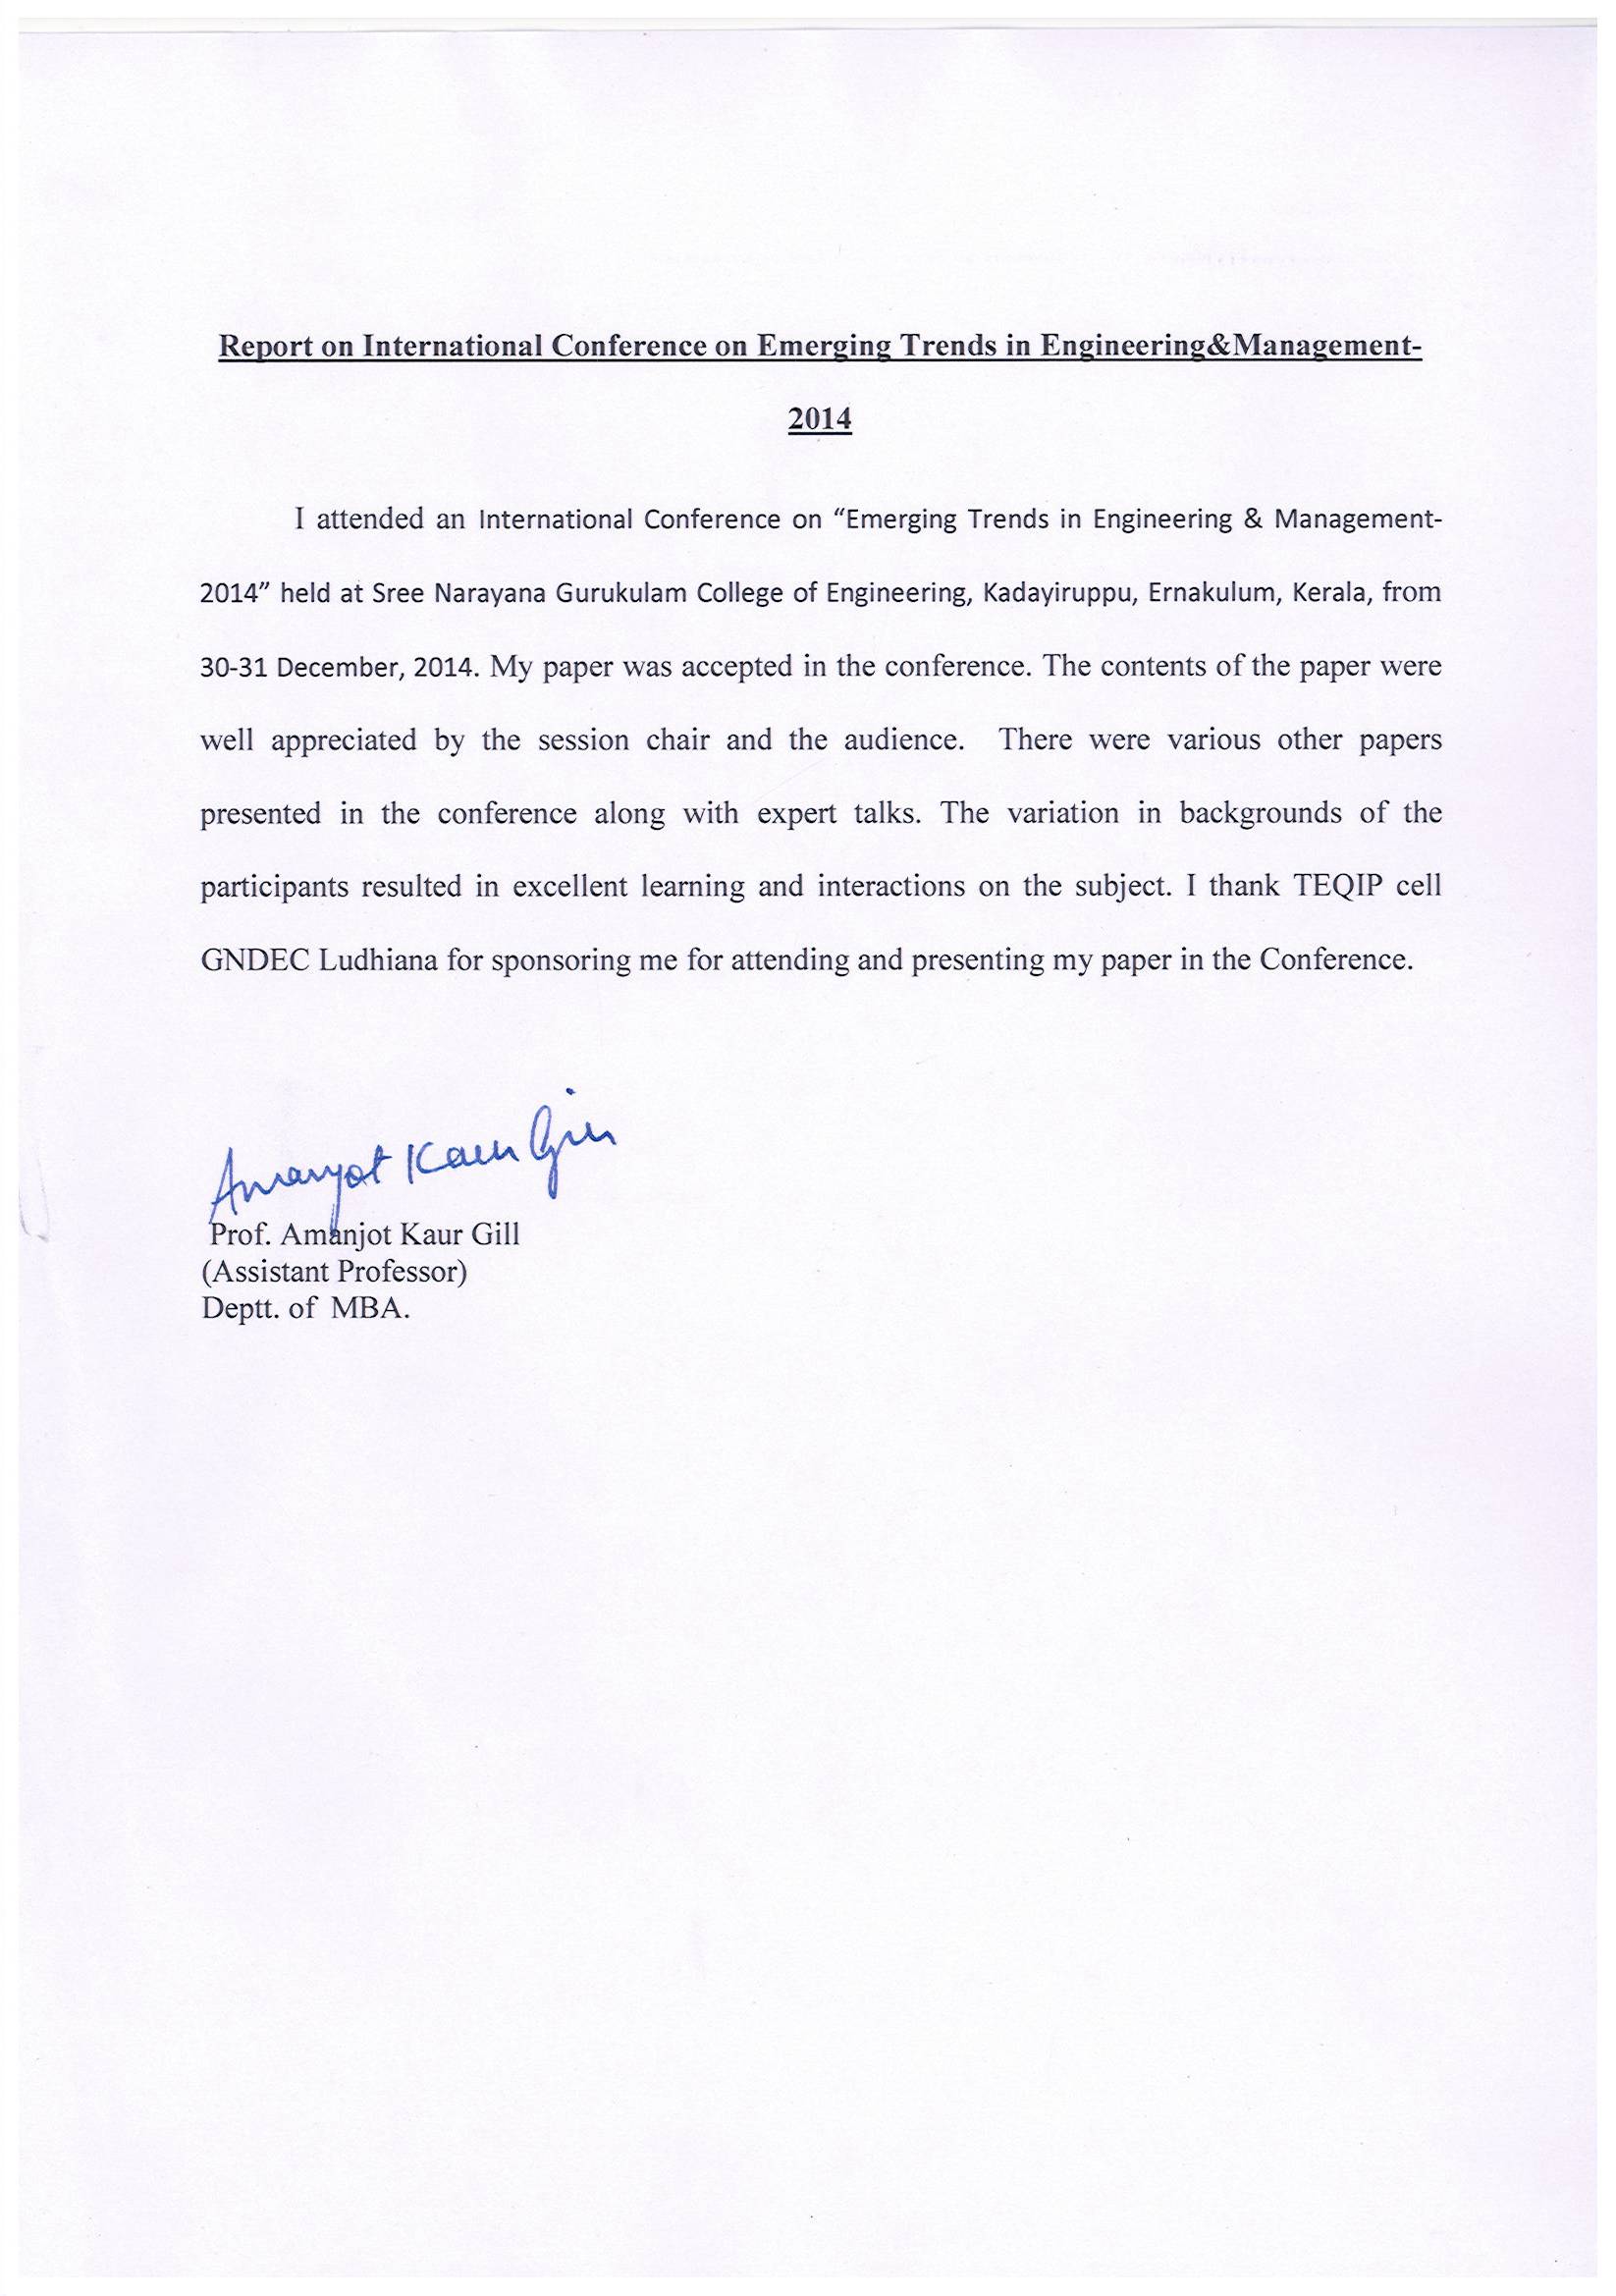 Report on International Conference on Emerging Trends in Engineering&Management-
2014
I attended an International Conference on “Emerging Trends in Engineering & Management-
2014” held at Sree Narayana Gurukulam College of Engineering, Kadayiruppu, Ernakulum, Kerala, from
30-31 December, 2014. My paper was accepted in the conference. The contents of the paper were
well appreciated by the session chair and the audience.  There were various other papers
presented in the conference along with expert talks. The variation in backgrounds of the
participants resulted in excellent learning and interactions on the subject. I thank TEQIP cell
GNDEC Ludhiana for sponsoring me for attending and presenting my paper in the Conference.
Amanjot Kaur Gill
Prof. Amanjot Kaur Gill
(Assistant Professor)
Deptt. of  MBA.